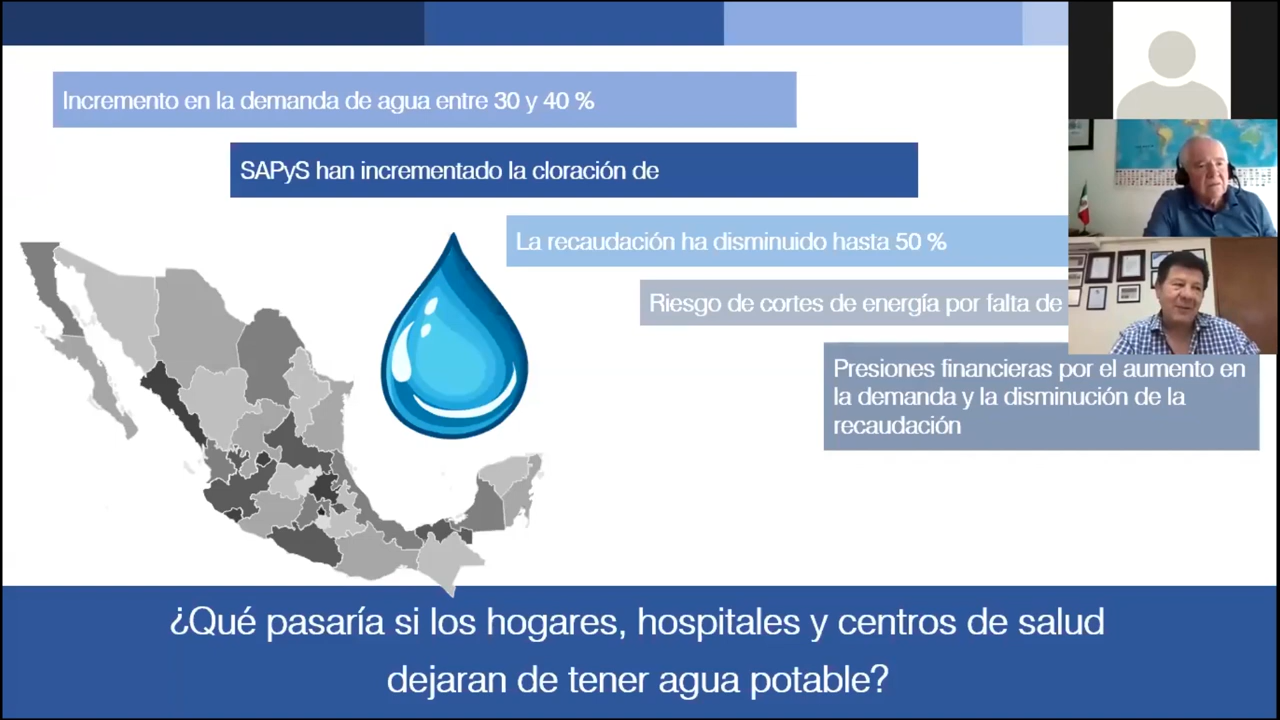 Incremento en la demanda de agua entre 30 y 40 %
SAPyS han incrementado la cloración de
La recaudación ha disminuido hasta 50 %
Riesgo de cortes de energía por falta de
Presiones financieras por el aumento en
la demanda y la disminución de la
recaudación
¿Qué pasaría si los hogares, hospitales y centros de salud
dejaran de tener agua potable?